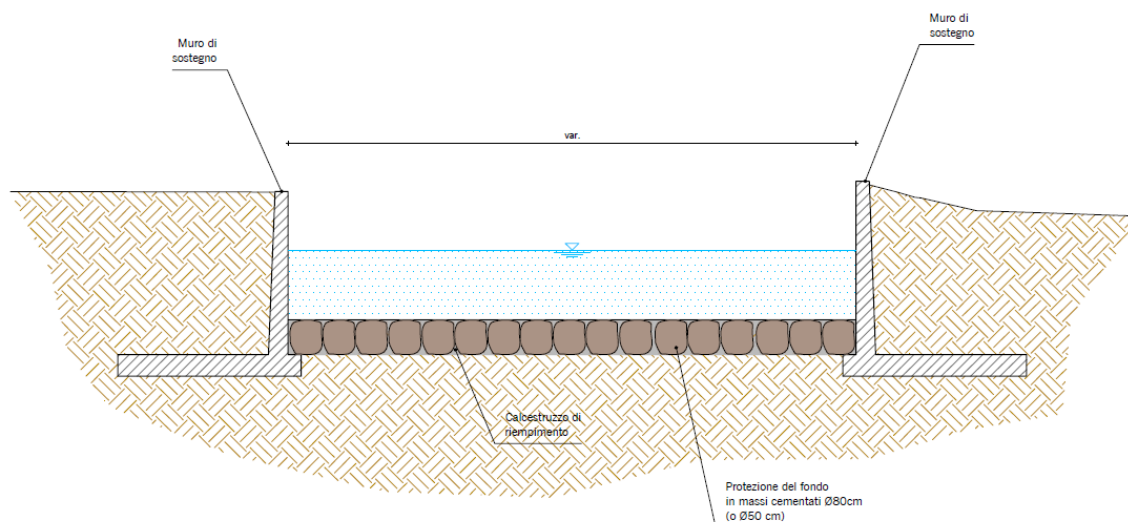 Muro di
sostegno
Muro di
sostegno
var.
Calcestruzzo di
riempimento
Protezione del fondo
in massi cementati Ø80cm
(o Ø50 cm)